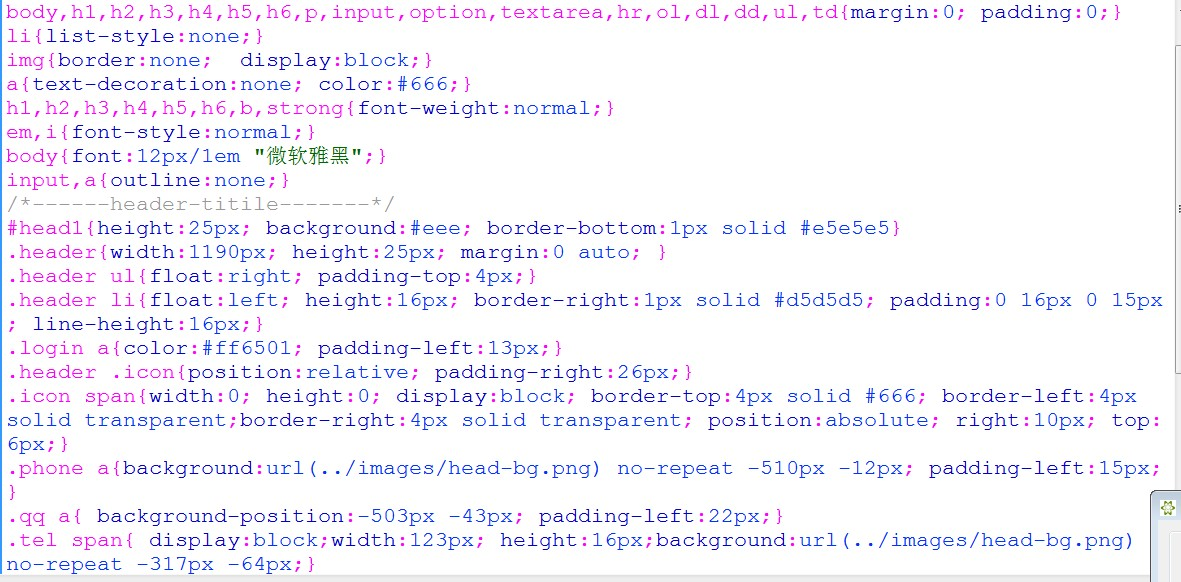 body,h1,h2,h3,h4,h5,h6,p,input,option,textarea,hr,ol,dl,dd,ul,td{margin:0; padding:0;}
li{list-style:none;}
img{border:none;  display:block;}
a{text-decoration:none; color:#666;}
h1,h2,h3,h4,h5,h6,b,strong{font-weight:normal;}
em,i{font-style:normal;}
body{font:12px/1em "微软雅黑";}
input,a{outline:none;}
/*------header-titile-------*/
#head1{height:25px; background:#eee; border-bottom:1px solid #e5e5e5}
.header{width:1190px; height:25px; margin:0 auto; }
.header ul{float:right; padding-top:4px;}
.header li{float:left; height:16px; border-right:1px solid #d5d5d5; padding:0 16px 0 15px
; line-height:16px;}
.login a{color:#ff6501; padding-left:13px;}
.header .icon{position:relative; padding-right:26px;}
.icon span{width:0; height:0; display:block; border-top:4px solid #666; border-left:4px
solid transparent;border-right:4px solid transparent; position:absolute; right:10px; top:
6px;}
.phone a{background:url(../images/head-bg.png) no-repeat -510px -12px; padding-left:15px;
}
.qq a{ background-position:-503px -43px; padding-left:22px;}
.tel span{ display:block;width:123px; height:16px;background:url(../images/head-bg.png)
no-repeat -317px -64px;}